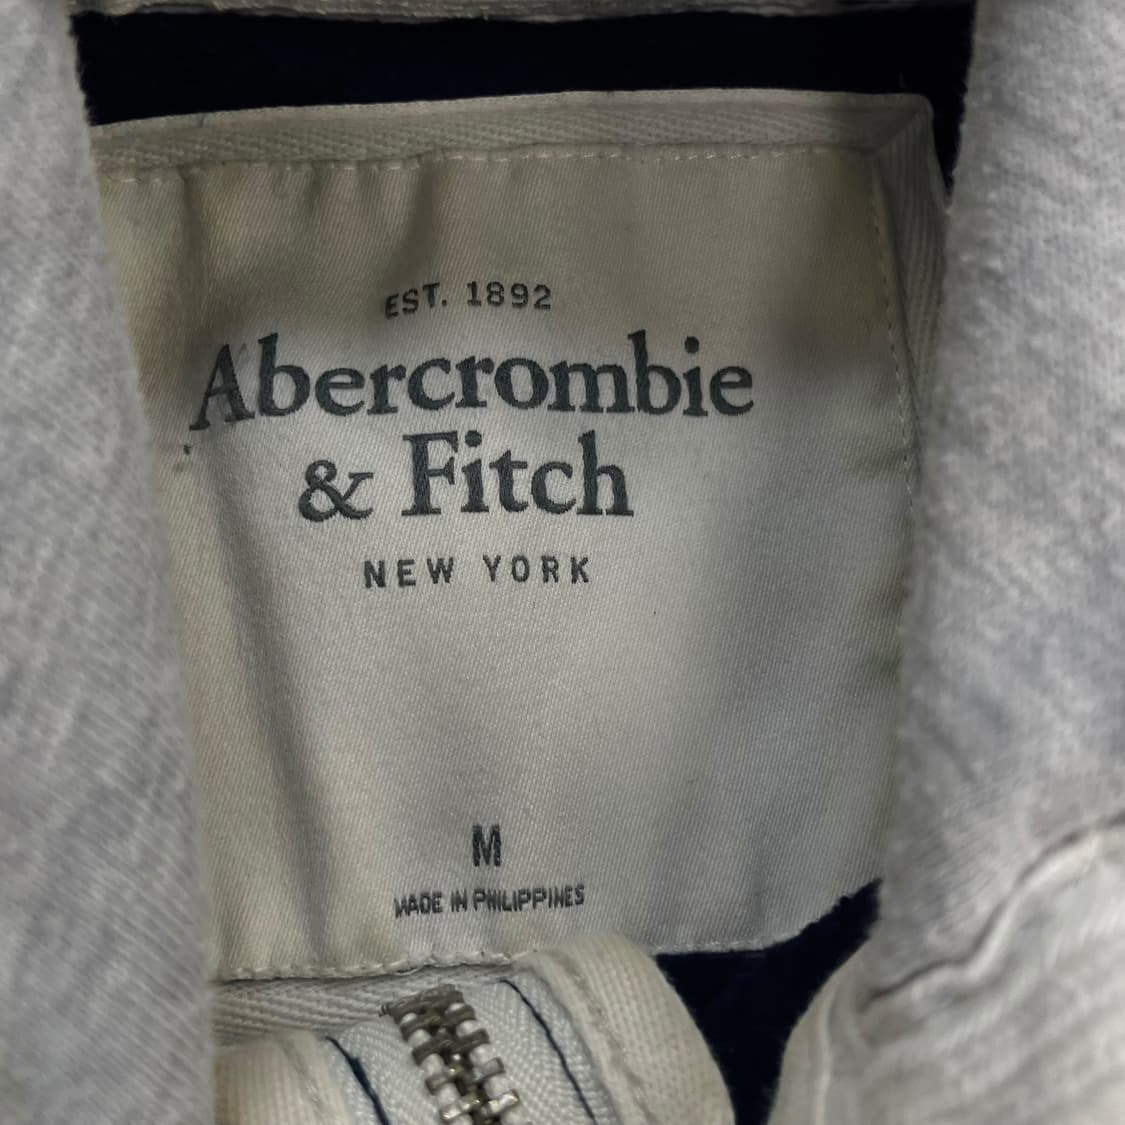 EST. 1892
Abercrombie
& Fitch
NEW YORK
M
MADE IN PHILIPPINES